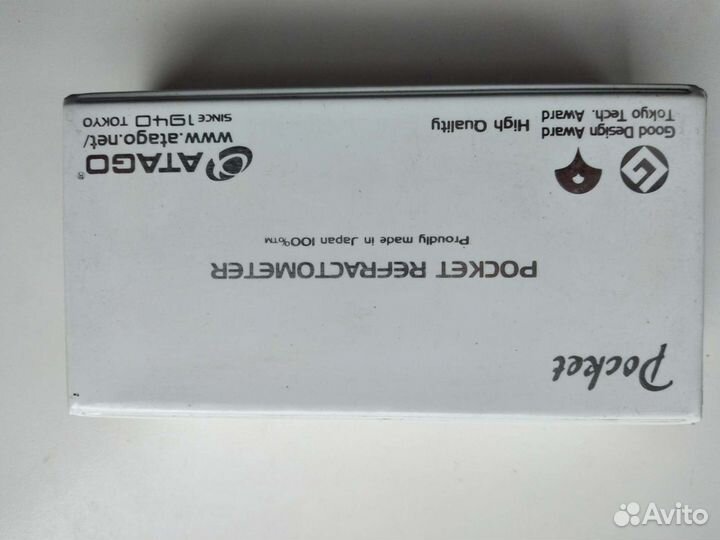 Pocket
POCKET REFRACTOMETER
Proudly made in Japan 100%™
G
Good Design Award
Tokyo Tech. Award
High Quality
ATAGO®
www.atago.net/
SINCE 1940 TOKYO
Avito